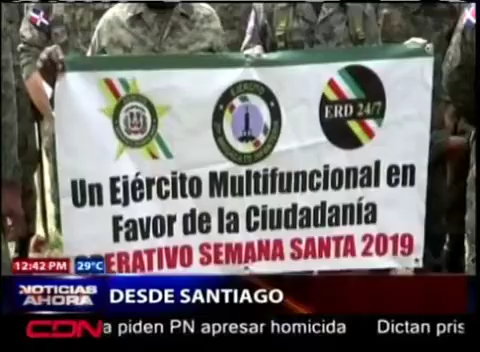 ERD 24/7
EJÉRCITO
Un Ejército Multifuncional en
Favor de la Ciudadanía
ERATIVO SEMANA SANTA 2019
12:42 PM 29°C
NOTICIAS
AHORA
DESDE SANTIAGO
CDN a piden PN apresar homicida Dictan pris